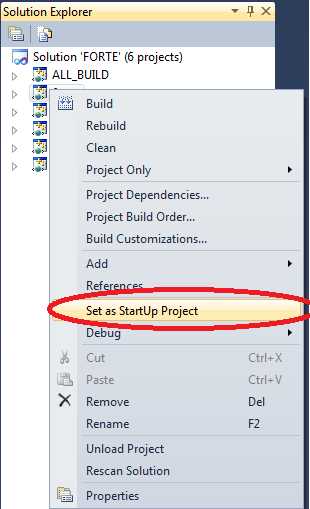 Solution Explorer
Solution 'FORTE' (6 projects)
ALL_BUILD
Build
Rebuild
Clean
Project Only
Project Dependencies...
Project Build Order...
Build Customizations...
Add
References...
Set as StartUp Project
Debug
Cut Ctrl+X
Paste Ctrl+V
Remove Del
Rename F2
Unload Project
Rescan Solution
Properties